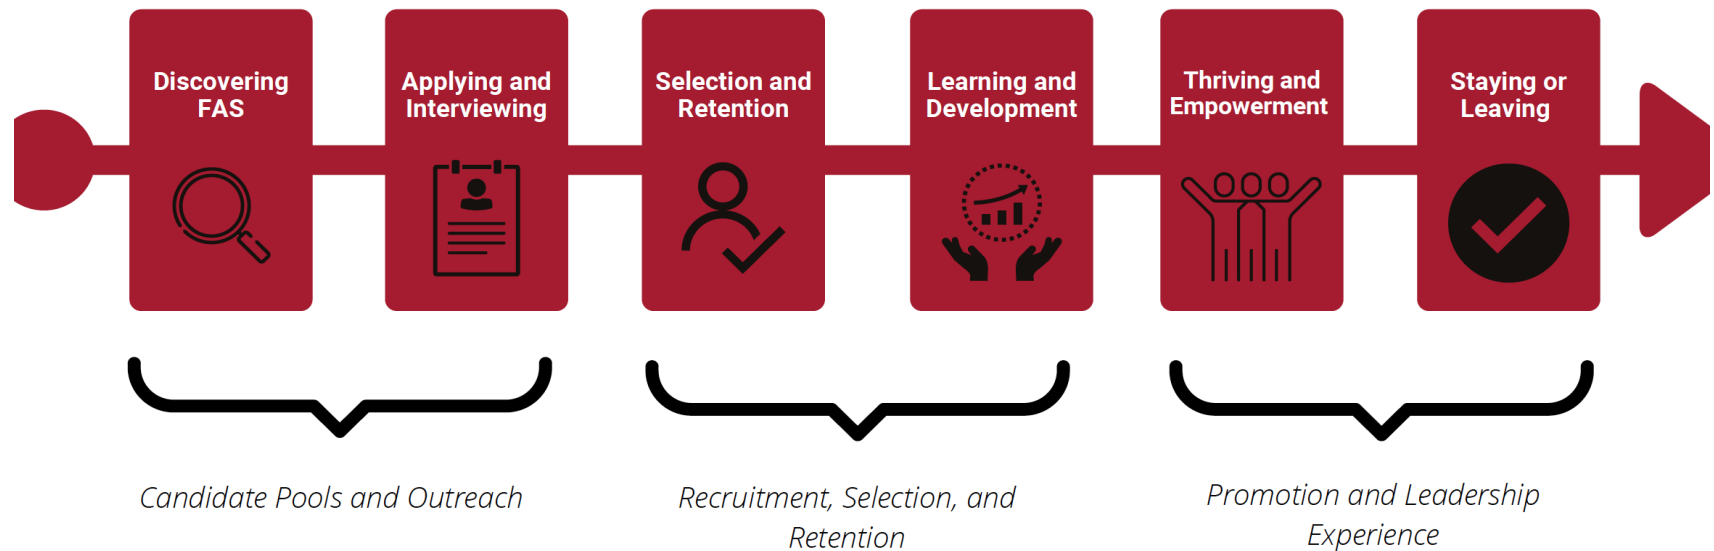 Discovering
FAS
Applying and
Interviewing
Selection and
Retention
Learning and
Development
Thriving and
Empowerment
Staying or
Leaving
Candidate Pools and Outreach
Recruitment, Selection, and
Retention
Promotion and Leadership
Experience